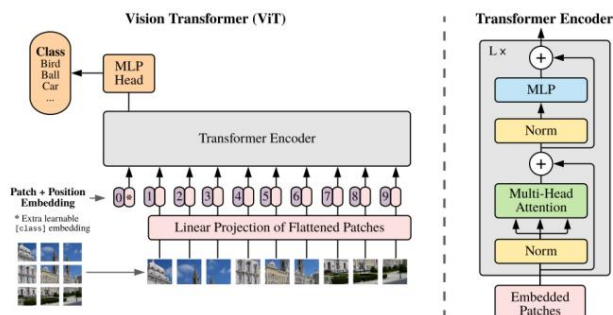 Vision Transformer (ViT)
Class
Bird
Ball
Car
...
MLP
Head
Transformer Encoder
Patch + Position
Embedding
0 * 1 2 3 4 5 6 7 8 9
* Extra learnable
[class] embedding
Linear Projection of Flattened Patches
Transformer Encoder
L ×
+
MLP
Norm
+
Multi-Head
Attention
Norm
Embedded
Patches